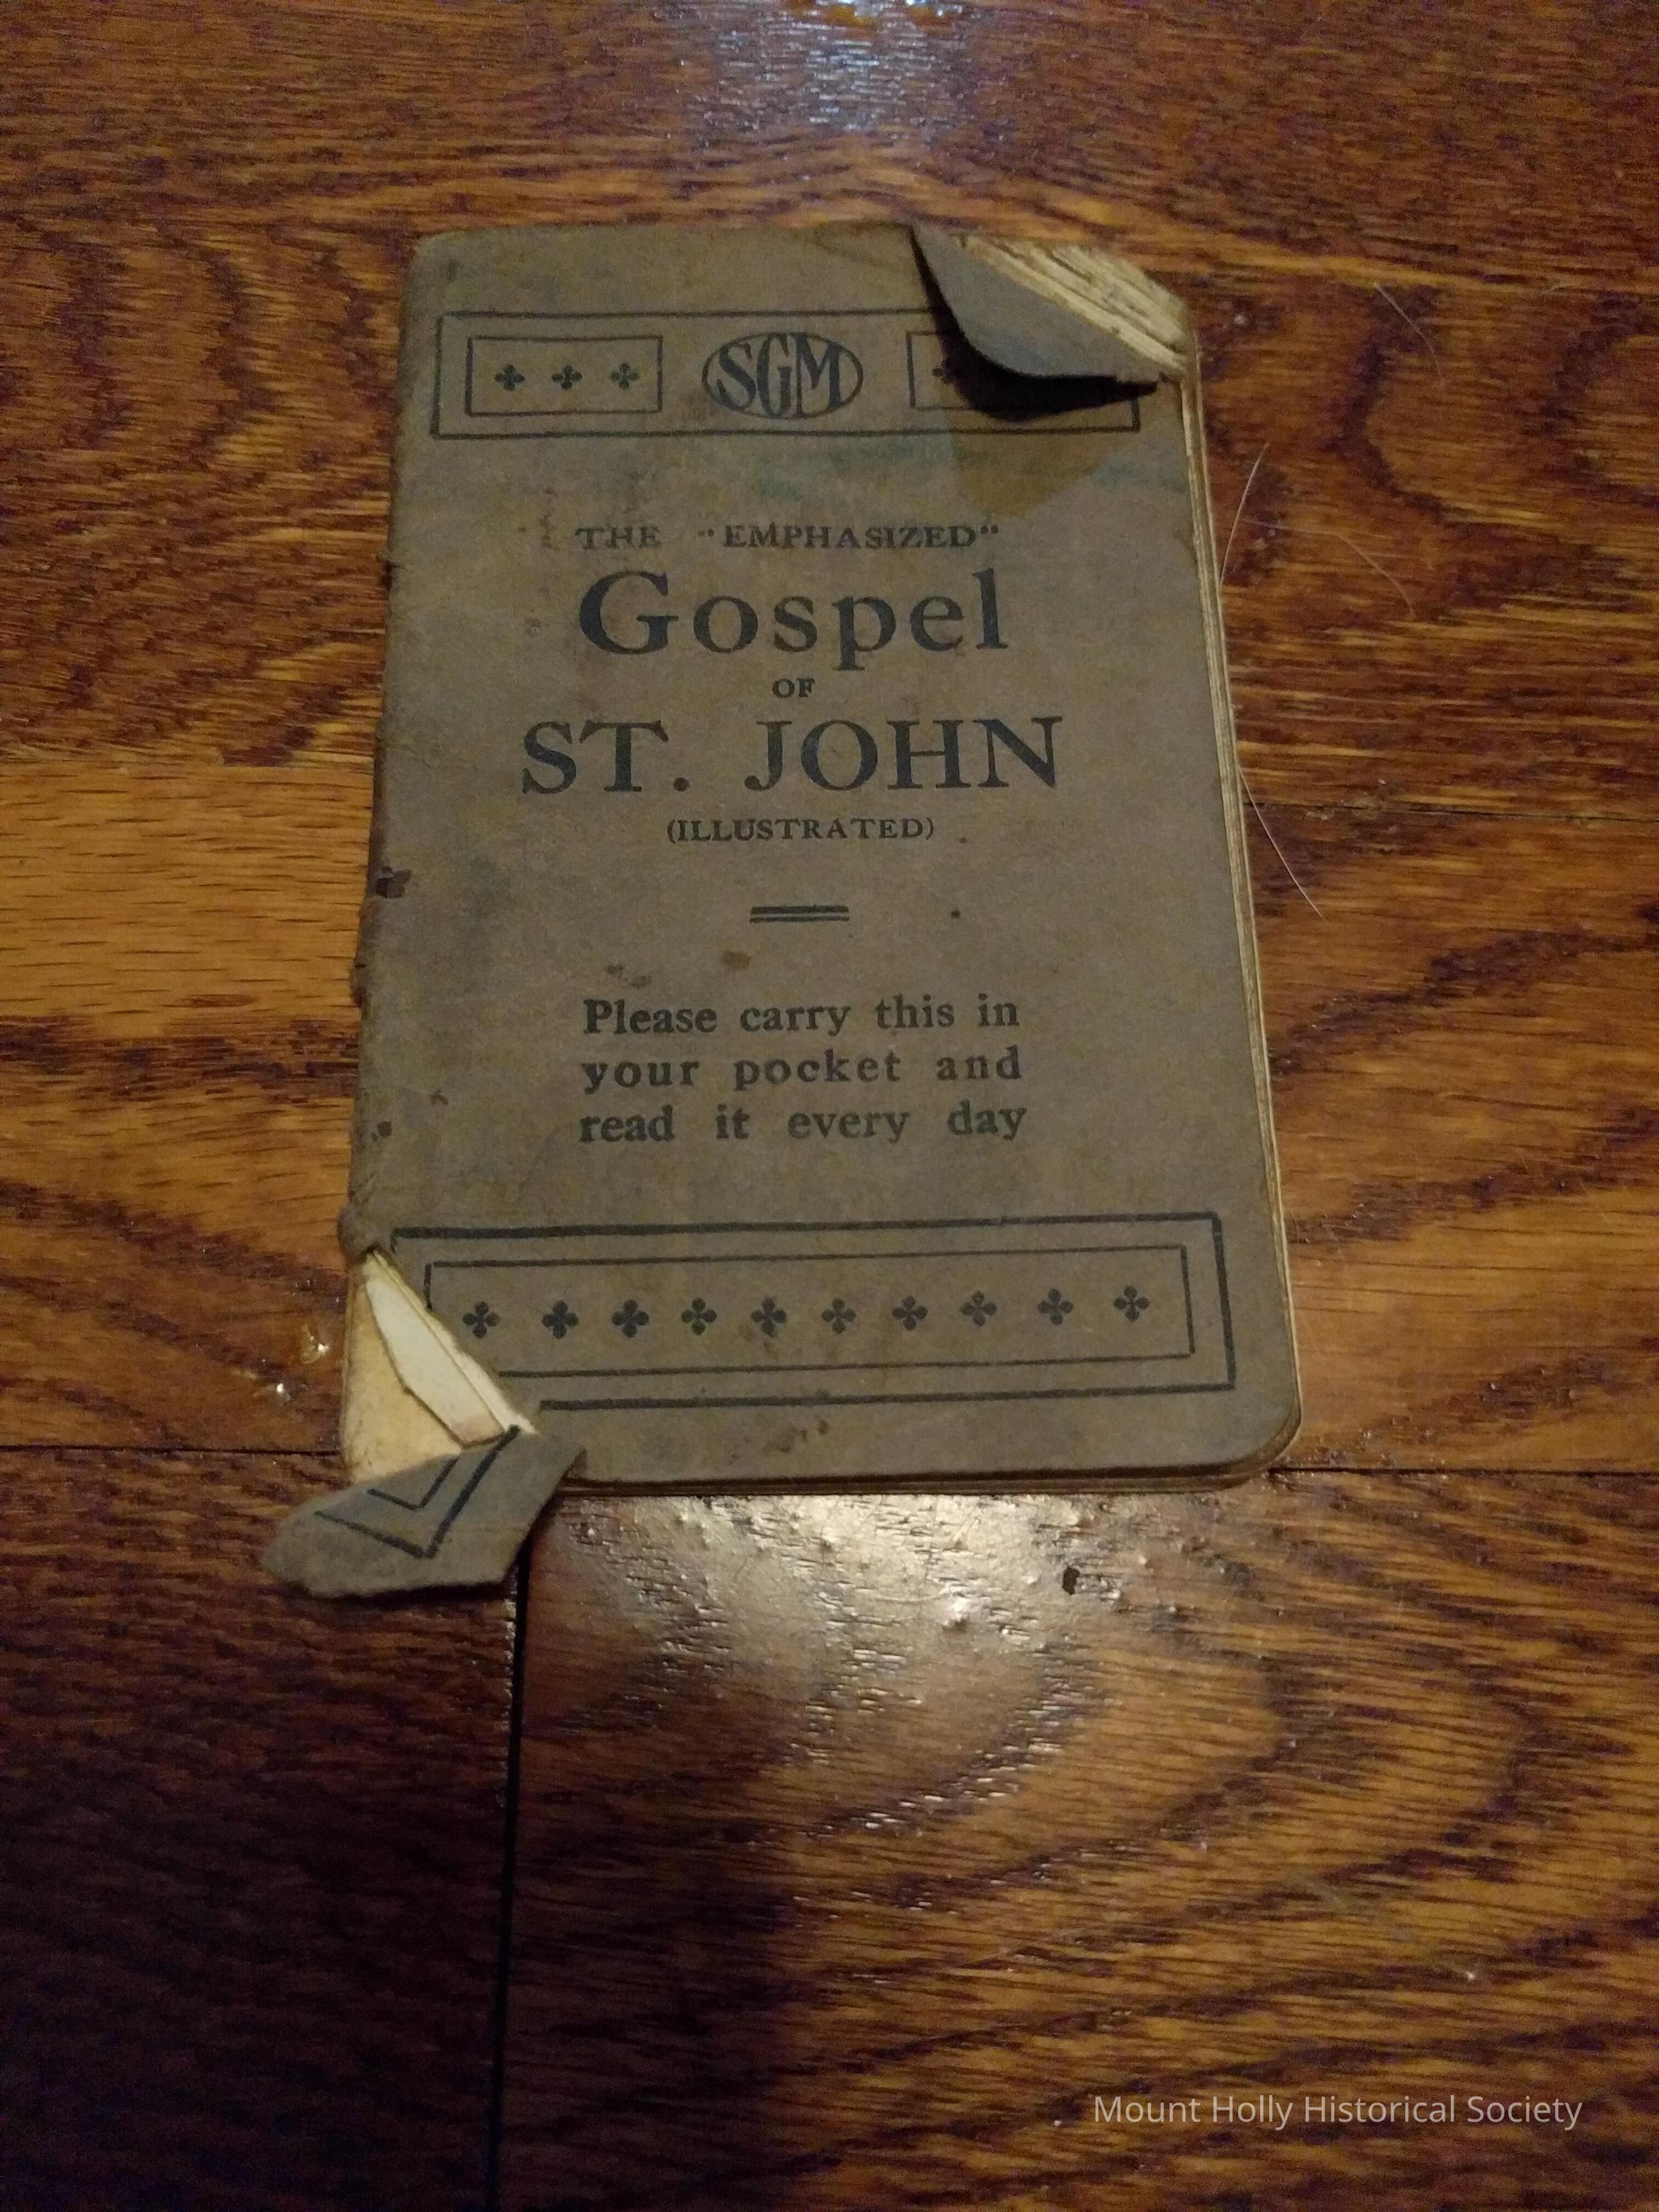 SGM
THE "EMPHASIZED"
Gospel
OF
ST. JOHN
(ILLUSTRATED)
Please carry this in
your pocket and
read it every day
Mount Holly Historical Society